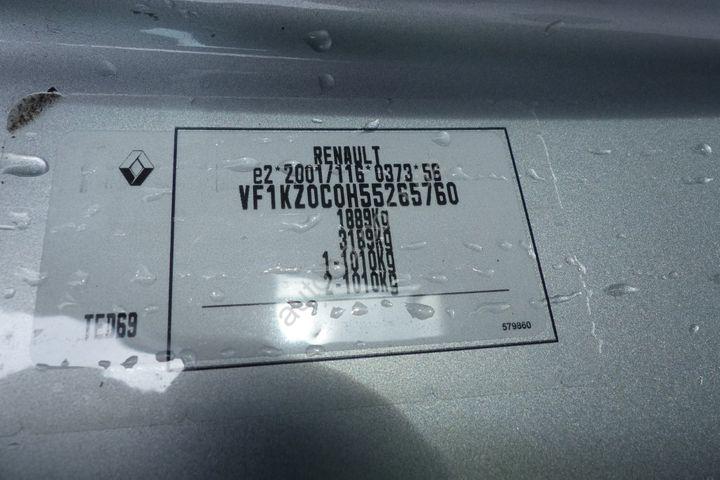 RENAULT
e2*2001/116*0373*56
VF1KZ0C0H55265760
1889Kg
3189Kg
1-1010Kg
2-1010Kg
TED69
579860